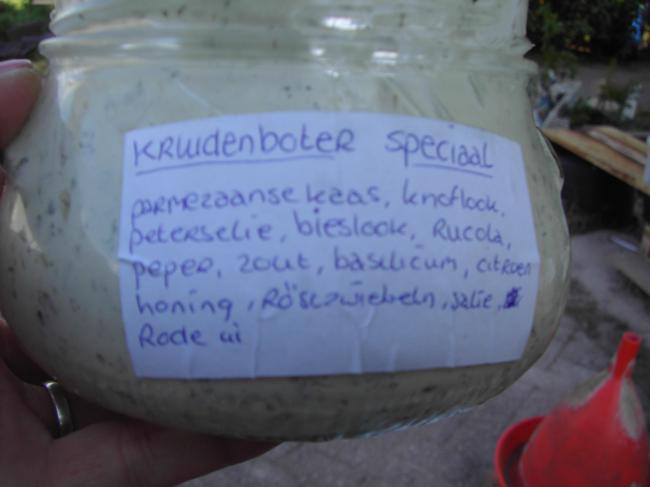 KRUIDENBOTER SPECIAAL
PARMEZAANSE KAAS, knoflook,
peterselie, bieslook, Rucola,
peper, zout, basilicum, citroen
honing, Röstzwiebeln, salie,
Rode ui